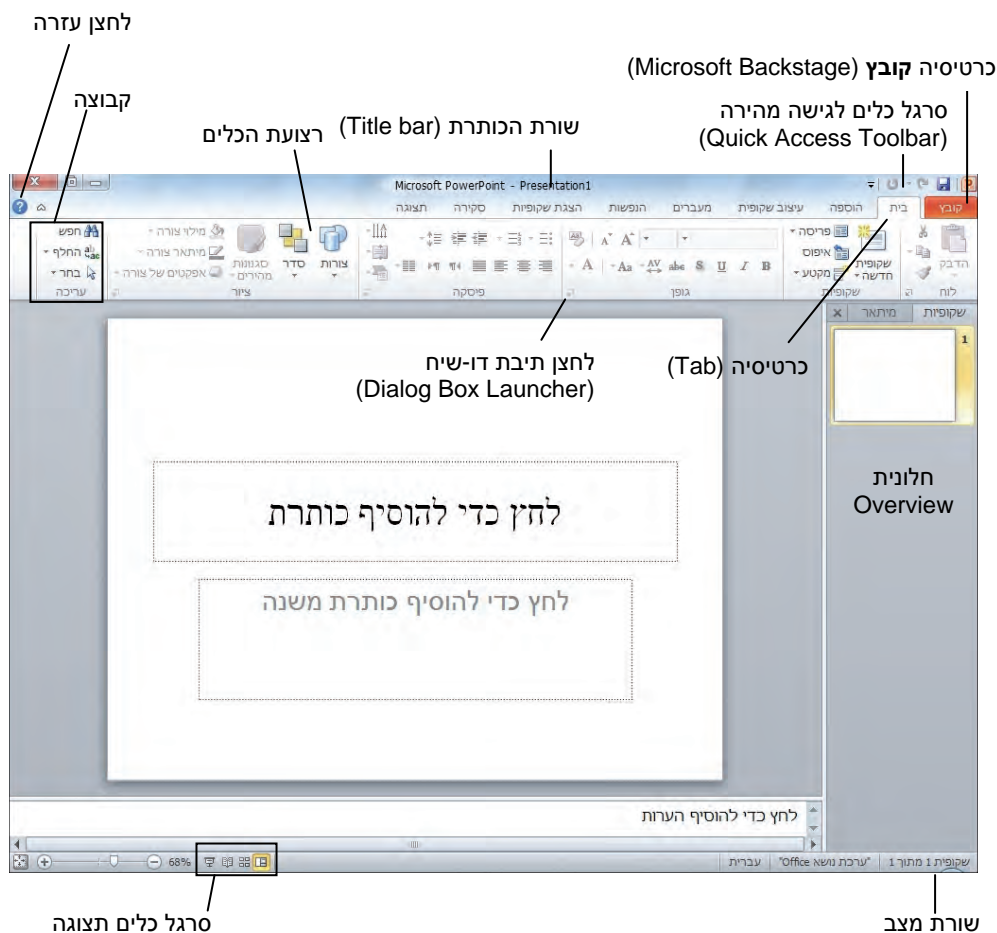 לחצן עזרה
כרטיסיה קובץ (Microsoft Backstage)
קבוצה
סרגל כלים לגישה מהירה
(Quick Access Toolbar)
שורת הכותרת (Title bar)
רצועת הכלים
Microsoft PowerPoint - Presentation1
קובץ
בית
הוספה
עיצוב שקופית
מעברים
הנפשות
הצגת שקופיות
סקירה
תצוגה
הדבק
לוח
שקופית
חדשה
פריסה
איפוס
מקטע
שקופיות
B I U S abc AV Aa A
A A
גופן
פיסקה
צורות
סדר
סגנונות
מהירים
מילוי צורה
מיתאר צורה
אפקטים של צורה
ציור
חפש
החלף
בחר
עריכה
שקופיות
מיתאר
1
לחצן תיבת דו-שיח
(Dialog Box Launcher)
כרטיסיה (Tab)
חלונית
Overview
לחץ כדי להוסיף כותרת
לחץ כדי להוסיף כותרת משנה
לחץ כדי להוסיף הערות
שקופית 1 מתוך 1
"ערכת נושא Office"
עברית
68%
שורת מצב
סרגל כלים תצוגה